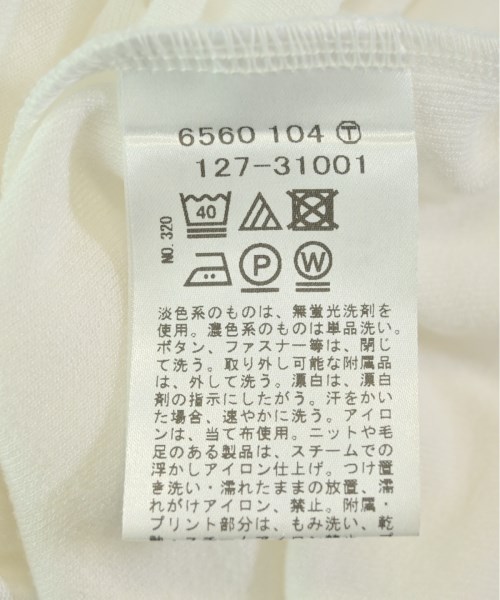 6560 104 Ⓣ
127-31001
NO. 320
40
P
W
淡色系のものは、無蛍光洗剤を
使用。濃色系のものは単品洗い。
ボタン、ファスナー等は、閉じ
て洗う。取り外し可能な附属品
は、外して洗う。漂白は、漂白
剤の指示にしたがう。汗をかい
た場合、速やかに洗う。アイロ
ンは、当て布使用。ニットや毛
足のある製品は、スチームでの
浮かしアイロン仕上げ。つけ置
き洗い・濡れたままの放置、濡
れがけアイロン、禁止。附属・
プリント部分は、もみ洗い、乾